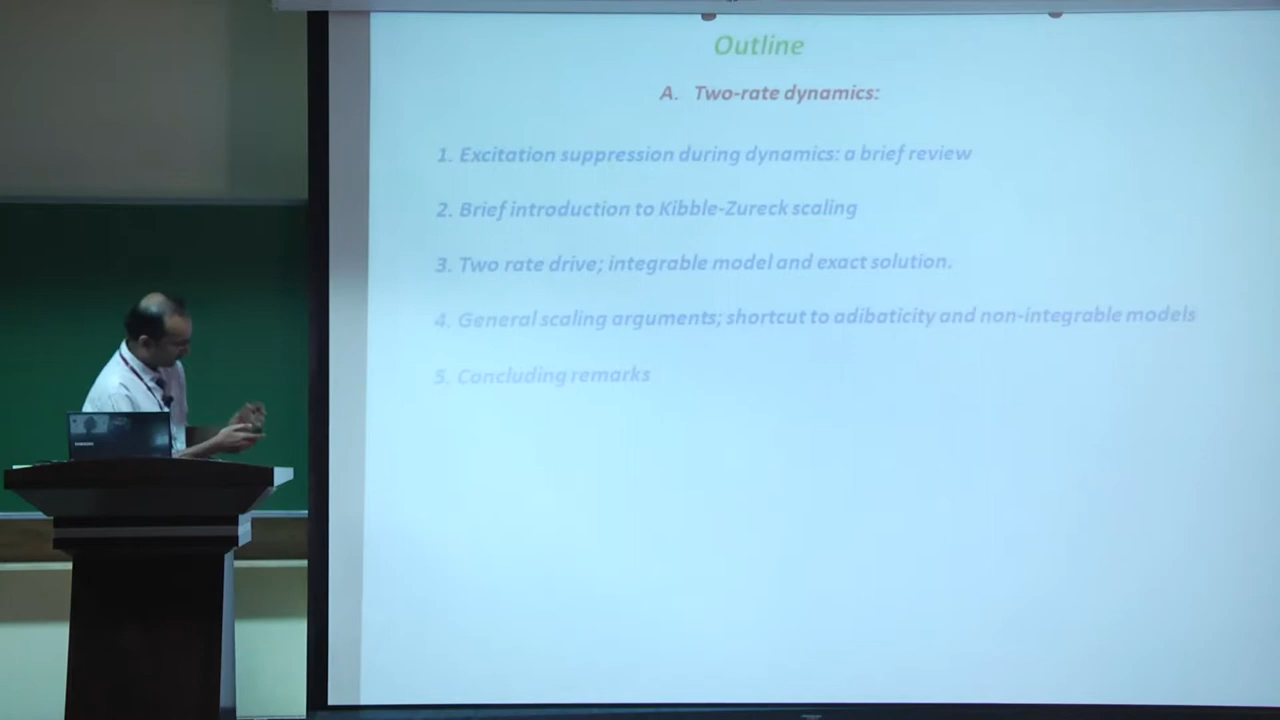 Outline
A. Two-rate dynamics:
1. Excitation suppression during dynamics: a brief review
2. Brief introduction to Kibble-Zureck scaling
3. Two rate drive; integrable model and exact solution.
4. General scaling arguments; shortcut to adibaticity and non-integrable models
5. Concluding remarks
SAMSUNG